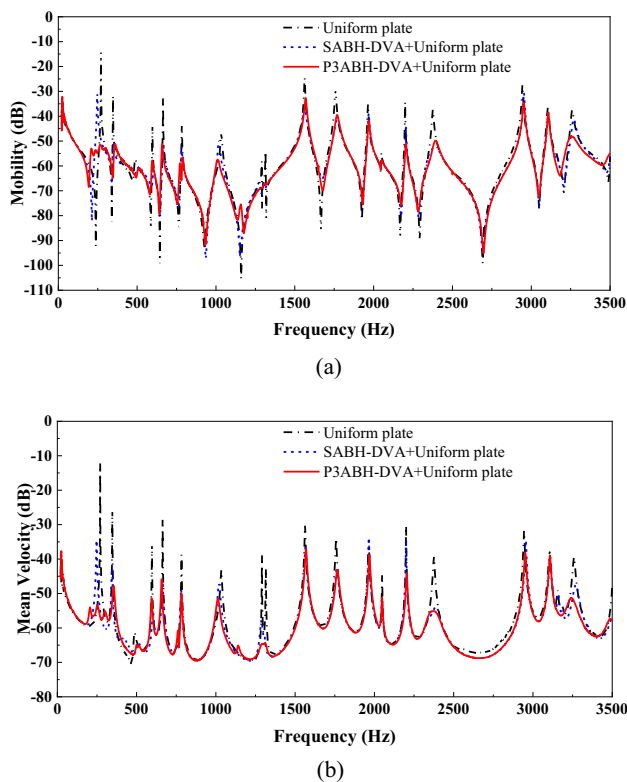 0
-10
-20
-30
-40
-50
-60
-70
-80
-90
-100
-110
Mobility (dB)
Uniform plate
SABH-DVA+Uniform plate
P3ABH-DVA+Uniform plate
0 500 1000 1500 2000 2500 3000 3500
Frequency (Hz)
(a)
0
-10
-20
-30
-40
-50
-60
-70
-80
Mean Velocity (dB)
Uniform plate
SABH-DVA+Uniform plate
P3ABH-DVA+Uniform plate
0 500 1000 1500 2000 2500 3000 3500
Frequency (Hz)
(b)